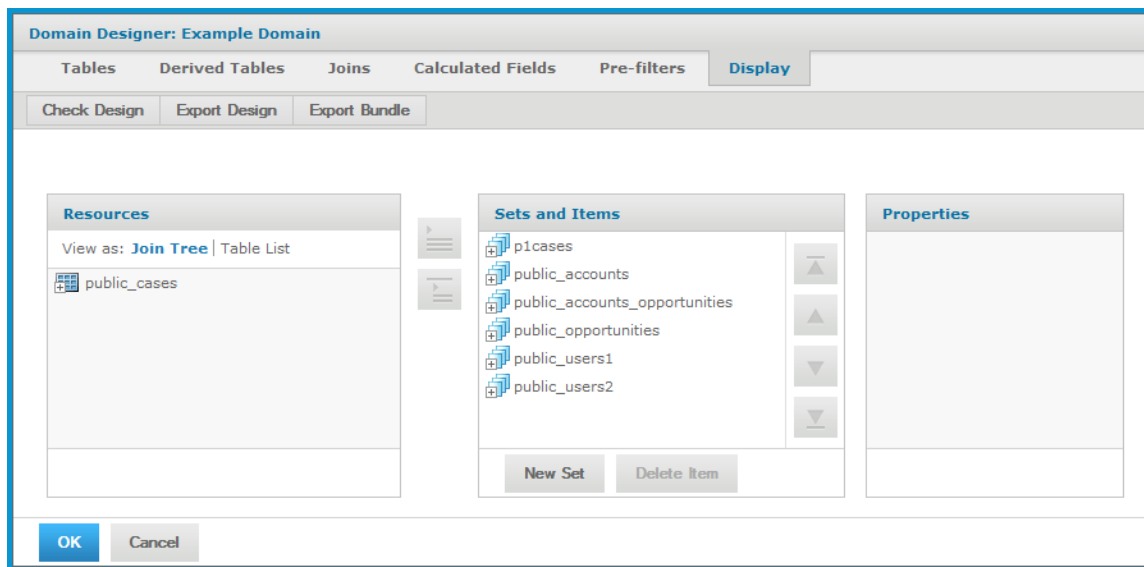 Domain Designer: Example Domain
Tables Derived Tables Joins Calculated Fields Pre-filters Display
Check Design Export Design Export Bundle
Resources
View as: Join Tree | Table List
public_cases
Sets and Items
p1cases
public_accounts
public_accounts_opportunities
public_opportunities
public_users1
public_users2
New Set Delete Item
Properties
OK Cancel